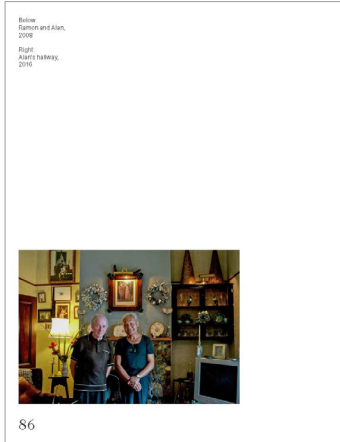 Below:
Ramon and Alan,
2008
Right:
Alan's hallway,
2016
86